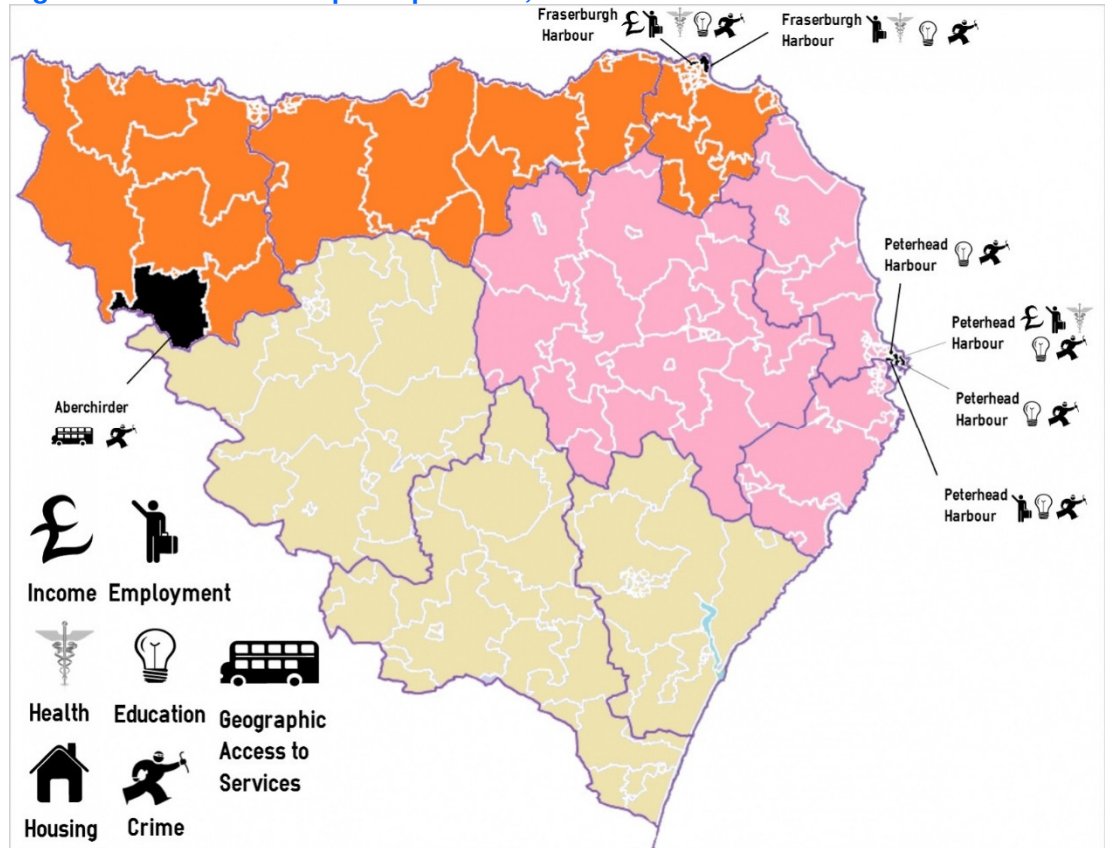 Fraserburgh
Harbour
Fraserburgh
Harbour
Peterhead
Harbour
Peterhead
Harbour
Peterhead
Harbour
Peterhead
Harbour
Aberchirder
Income Employment
Health Education Geographic
Access to
Services
Housing Crime